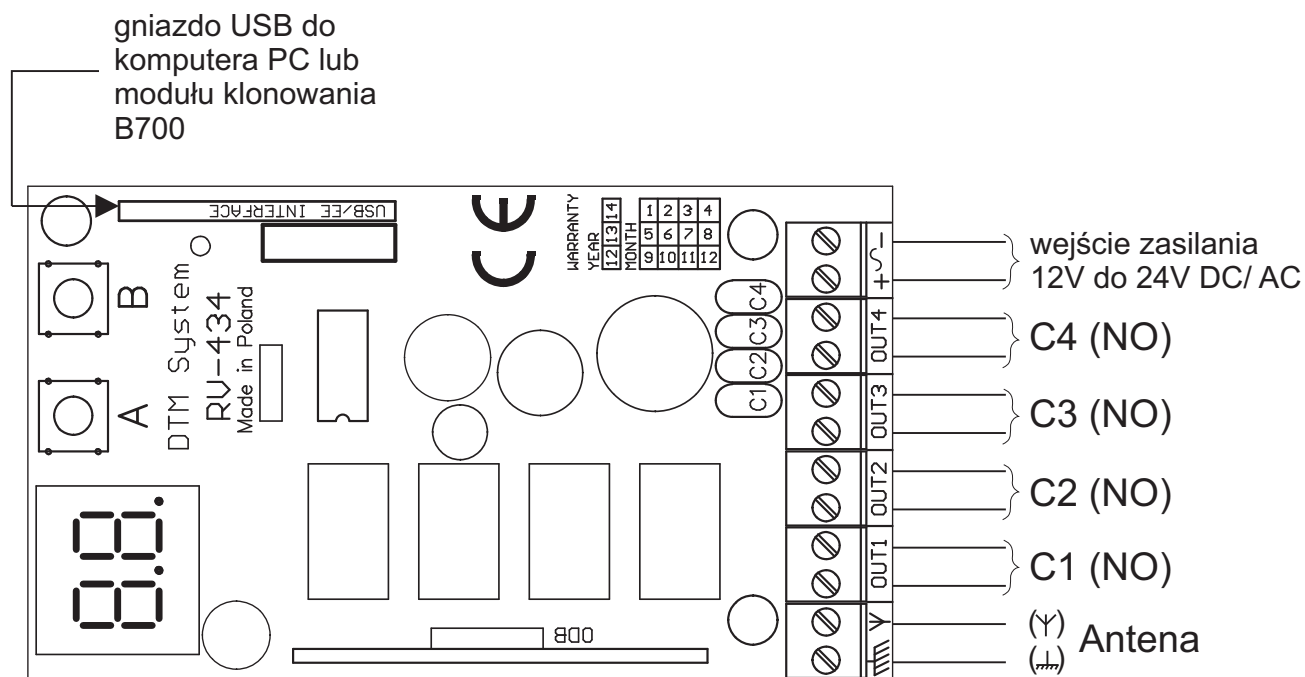 gniazdo USB do
komputera PC lub
modułu klonowania
B700
USB/EE INTERFACE
WARRANTY
YEAR
12 13 14
MONTH
1 2 3 4
5 6 7 8
9 10 11 12
B
A
DTM System
RV-434
Made in Poland
C4
C3
C2
C1
ODB
+ -
OUT4
OUT3
OUT2
OUT1
wejście zasilania
12V do 24V DC/ AC
C4 (NO)
C3 (NO)
C2 (NO)
C1 (NO)
Antena